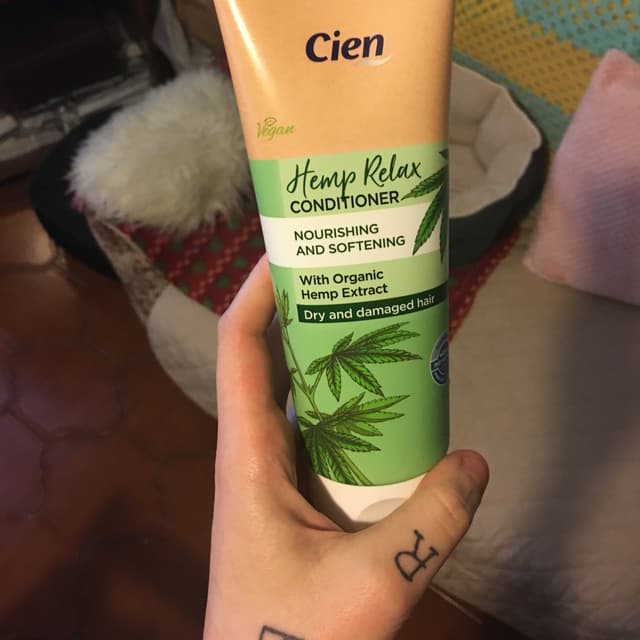 Cien
Vegan
Hemp Relax
CONDITIONER
NOURISHING
AND SOFTENING
With Organic
Hemp Extract
Dry and damaged hair
R